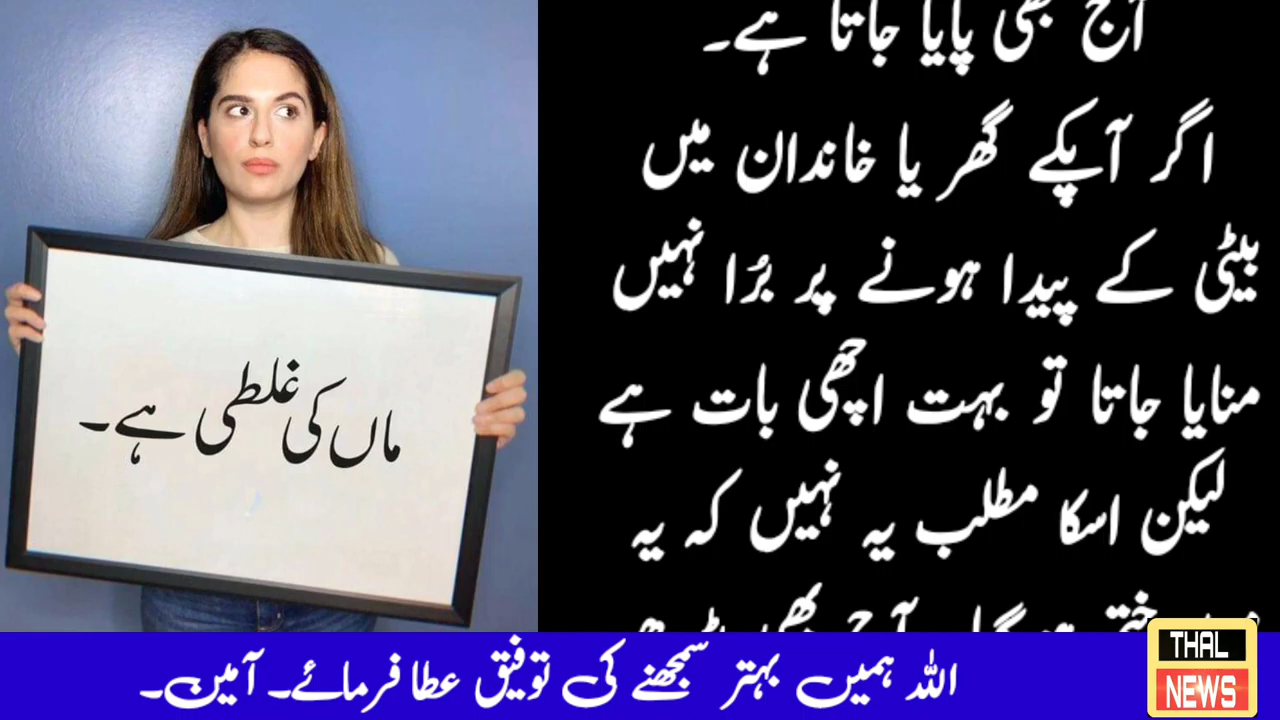 ماں کی غلطی ہے۔
آج بھی پایا جاتا ہے۔
اگر آپکے گھر یا خاندان میں
بیٹی کے پیدا ہونے پر بُرا نہیں
منایا جاتا تو بہت اچھی بات ہے
لیکن اسکا مطلب یہ نہیں کہ یہ
اللہ ہمیں بہتر سمجھنے کی توفیق عطا فرمائے۔ آمین۔
THAL
NEWS